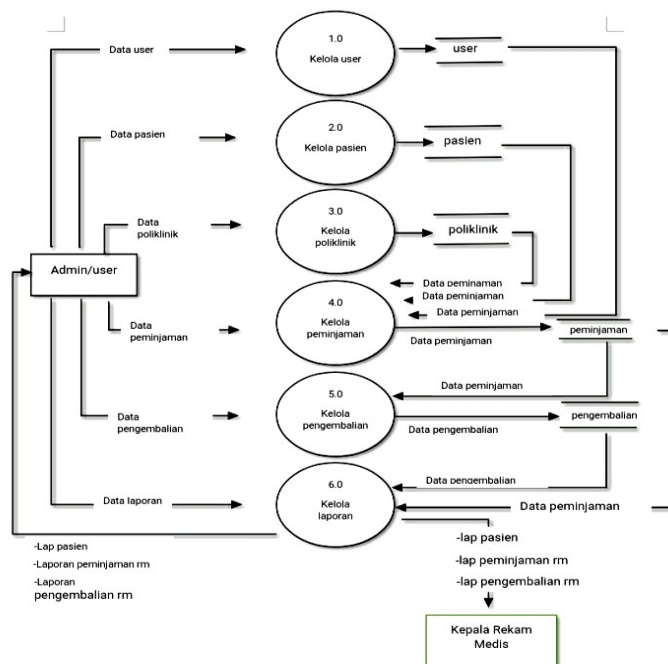 1.0
Data user
Kelola user
user
2.0
Data pasien
Kelola pasien
pasien
3.0
Data
poliklinik
Kelola
poliklinik
poliklinik
Admin/user
Data peminaman
Data peminjaman
Data peminjaman
4.0
Kelola
peminjaman
Data
peminjaman
Data peminjaman
peminjaman
5.0
Kelola
pengembalian
Data peminjaman
Data
pengembalian
Data pengembalian
pengembalian
6.0
Kelola
laporan
Data pengembalian
Data laporan
Data peminjaman
-Lap pasien
-Laporan peminjaman rm
-Laporan
pengembalian rm
-lap pasien
-lap peminjaman rm
-lap pengembalian rm
Kepala Rekam
Medis